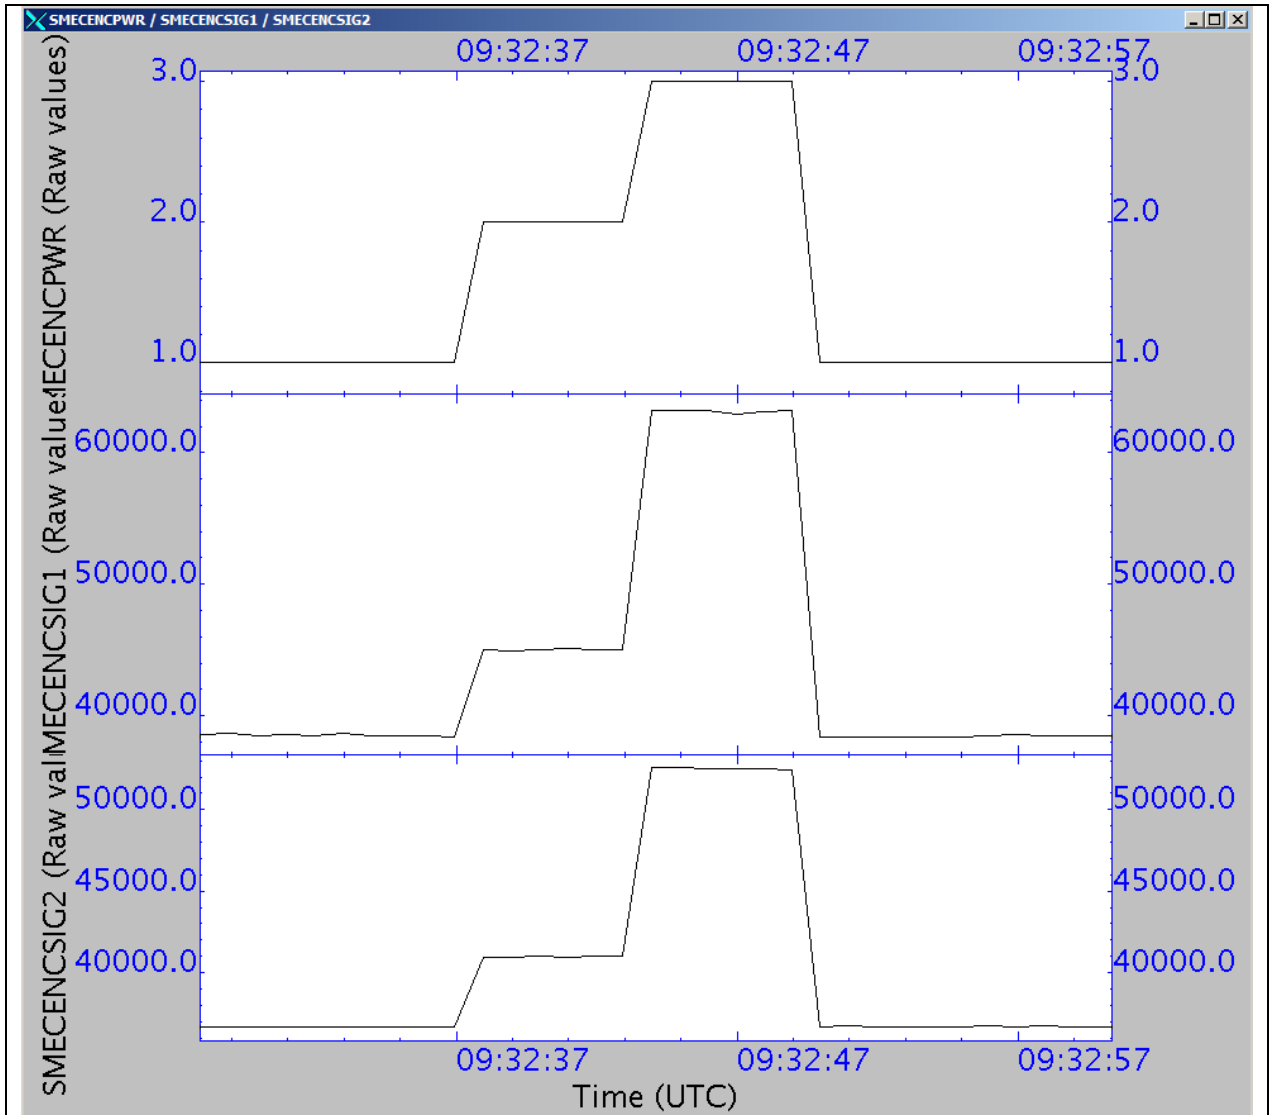 SMECENCPWR / SMECENCSIG1 / SMECENCSIG2
09:32:37 09:32:47 09:32:57
3.0 3.0
2.0 2.0
1.0 1.0
MECENCPWR (Raw values)
60000.0 60000.0
50000.0 50000.0
40000.0 40000.0
MECENCSIG1 (Raw values
50000.0 50000.0
45000.0 45000.0
40000.0 40000.0
SMECENCSIG2 (Raw val
09:32:37 09:32:47 09:32:57
Time (UTC)